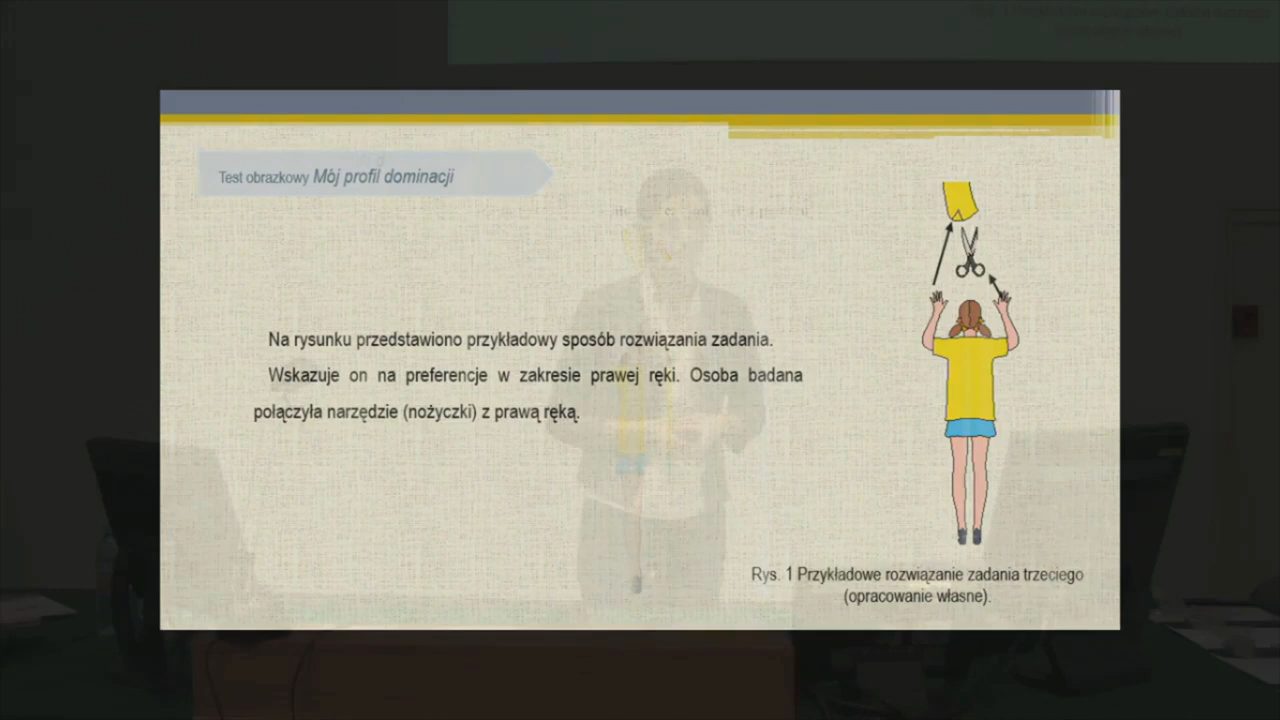 Test obrazkowy Mój profil dominacji
Na rysunku przedstawiono przykładowy sposób rozwiązania zadania.
Wskazuje on na preferencje w zakresie prawej ręki. Osoba badana
połączyła narzędzie (nożyczki) z prawą ręką.
Rys. 1 Przykładowe rozwiązanie zadania trzeciego
(opracowanie własne).